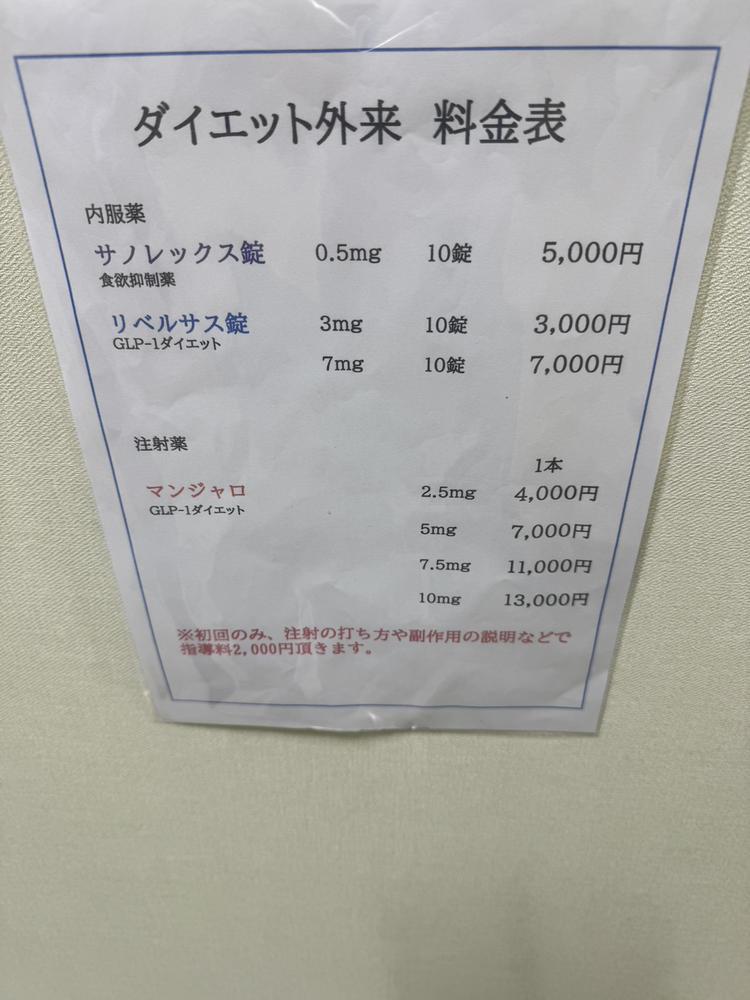 ダイエット外来 料金表
内服薬
サノレックス錠 0.5mg 10錠 5,000円
食欲抑制薬
リベルサス錠 3mg 10錠 3,000円
GLP-1ダイエット
7mg 10錠 7,000円
注射薬
1本
マンジャロ 2.5mg 4,000円
GLP-1ダイエット
5mg 7,000円
7.5mg 11,000円
10mg 13,000円
※初回のみ、注射の打ち方や副作用の説明などで
指導料2,000円頂きます。